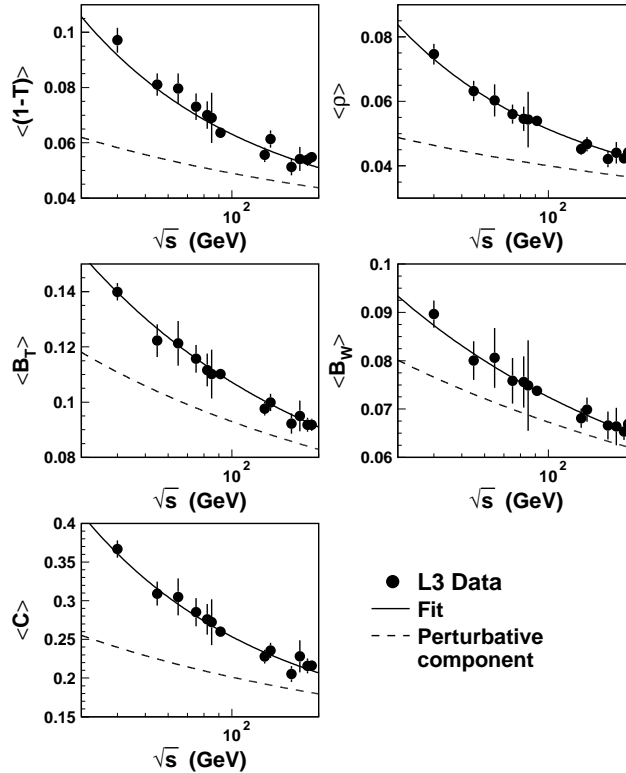 0.1
0.08
0.06
0.04
<(1-T)>
10²
√s (GeV)
0.08
0.06
0.04
<ρ>
10²
√s (GeV)
0.14
0.12
0.1
0.08
<B_T>
10²
√s (GeV)
0.1
0.09
0.08
0.07
0.06
<B_W>
10²
√s (GeV)
0.4
0.35
0.3
0.25
0.2
0.15
<C>
10²
√s (GeV)
L3 Data
Fit
Perturbative
component